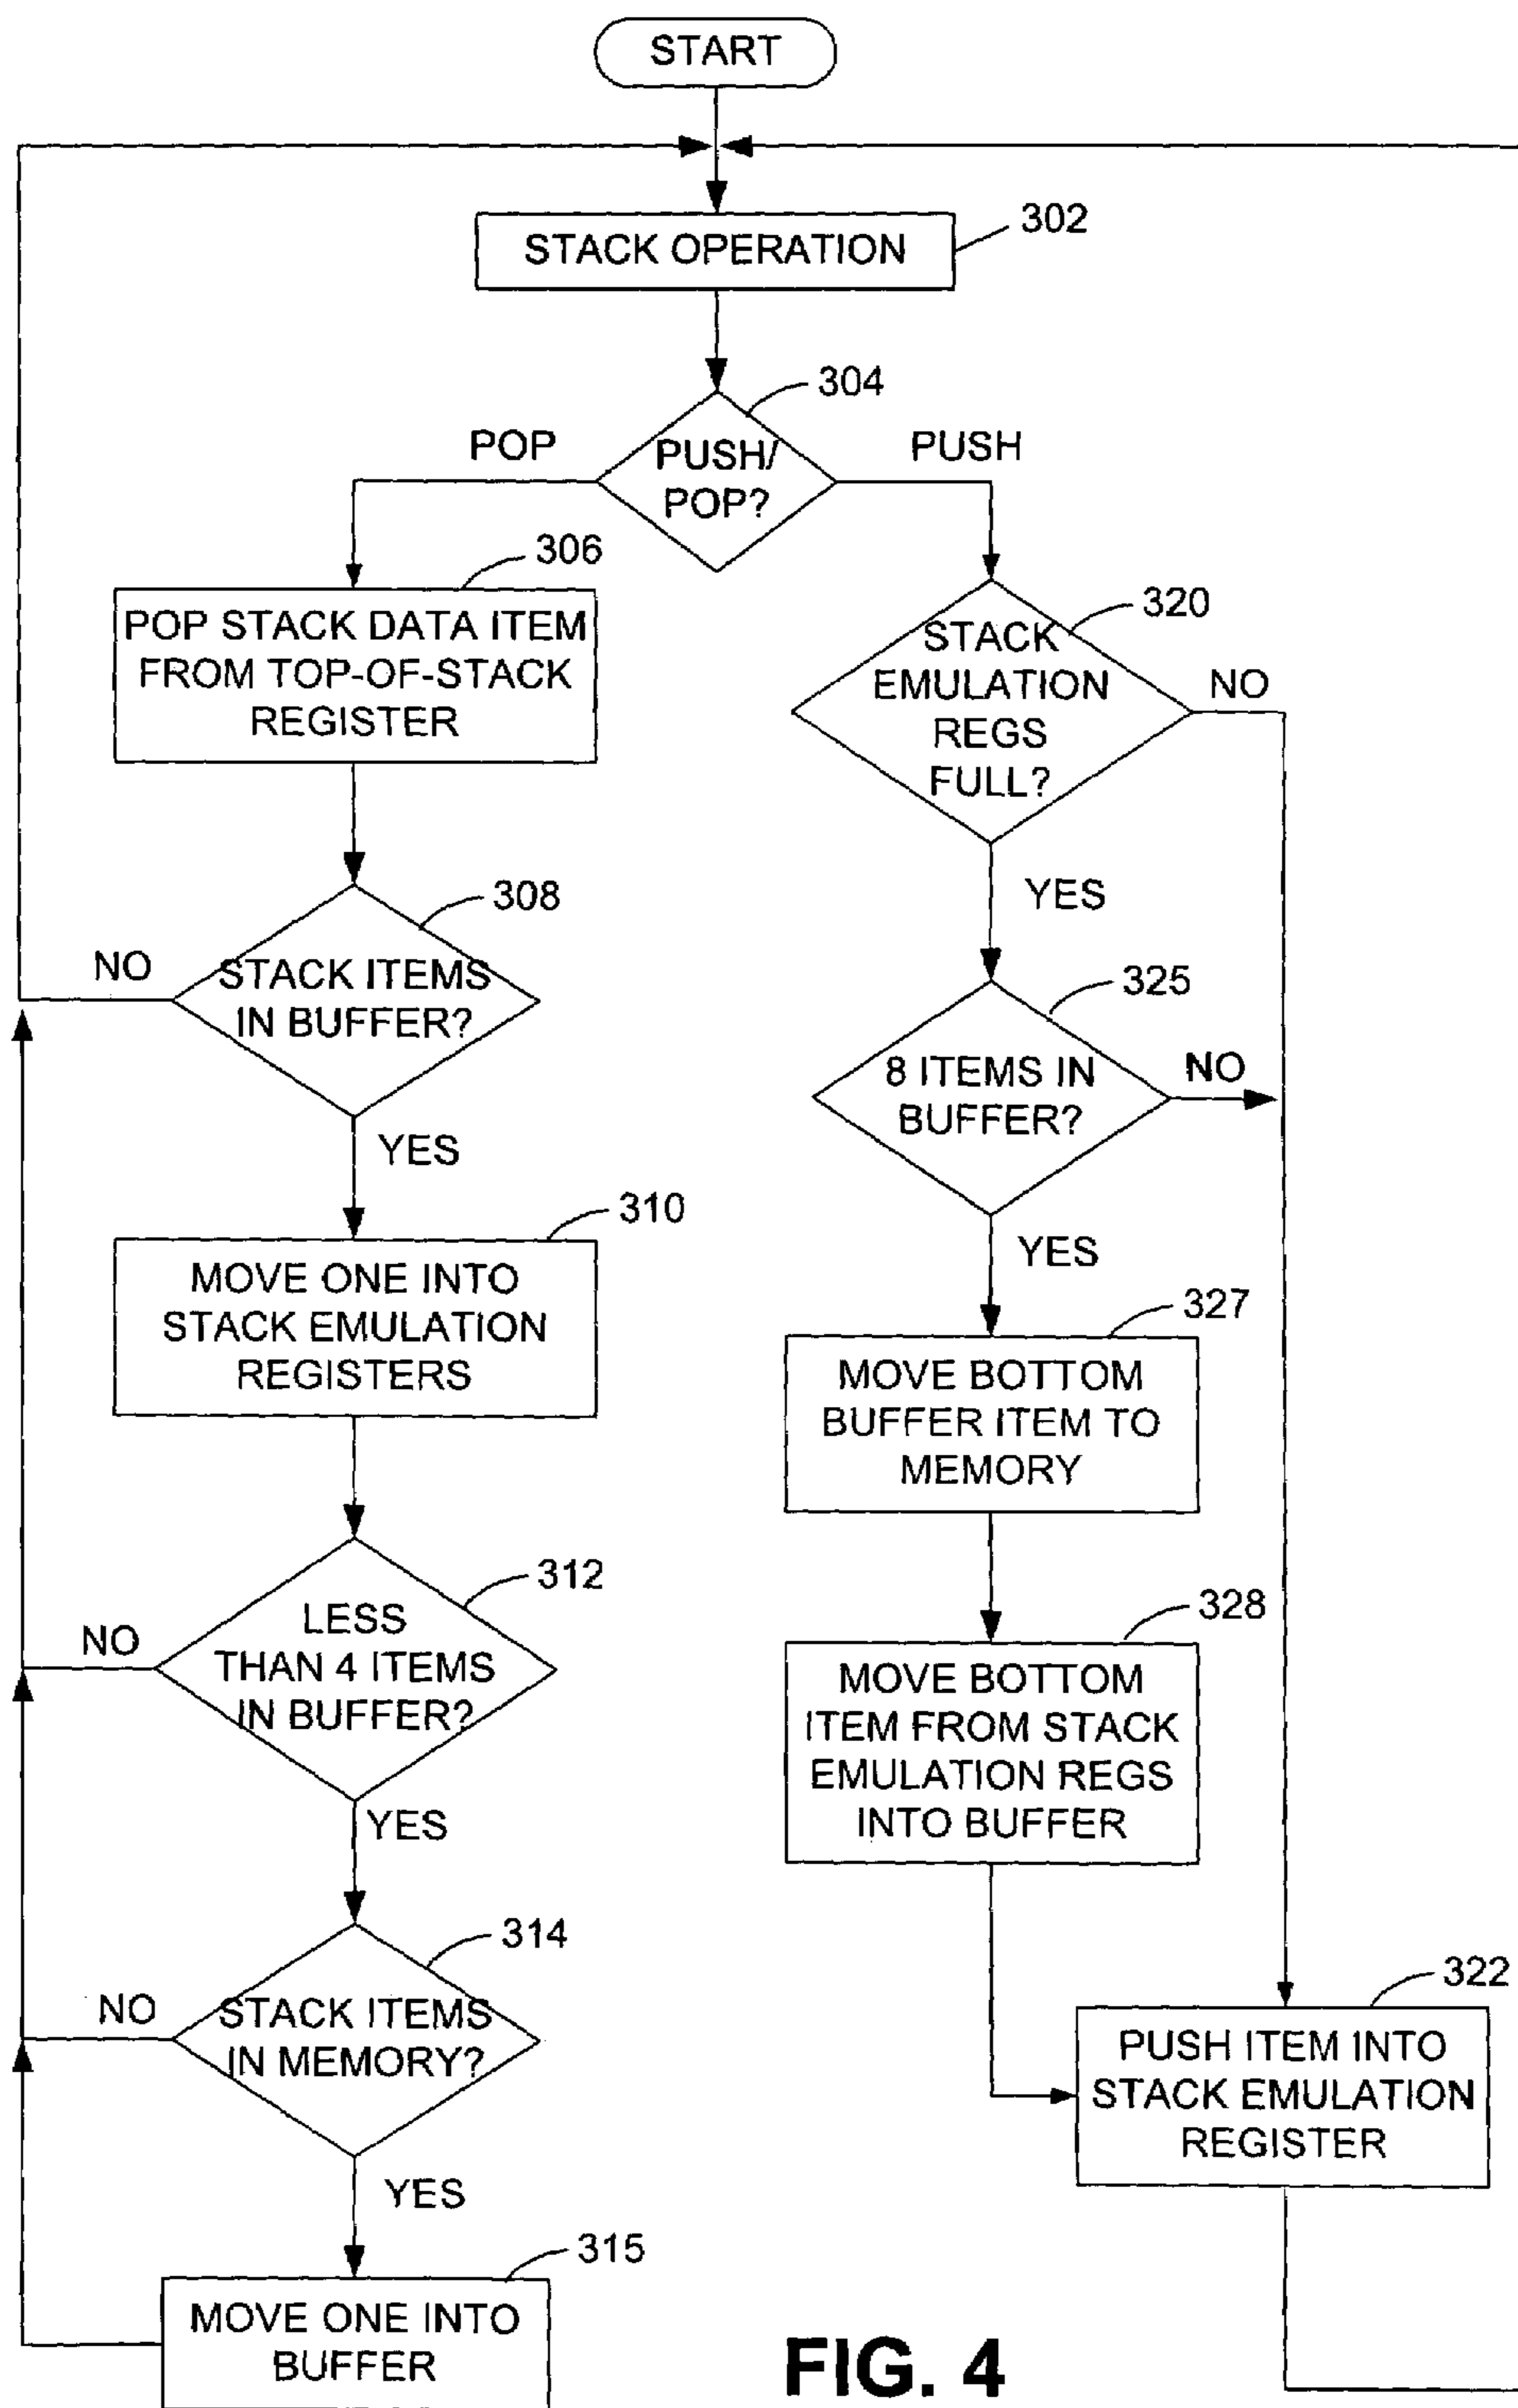 START
302
STACK OPERATION
304
POP
PUSH/
POP?
PUSH
306
POP STACK DATA ITEM
FROM TOP-OF-STACK
REGISTER
308
STACK ITEMS
IN BUFFER?
NO
YES
310
MOVE ONE INTO
STACK EMULATION
REGISTERS
312
LESS
THAN 4 ITEMS
IN BUFFER?
NO
YES
314
STACK ITEMS
IN MEMORY?
NO
YES
315
MOVE ONE INTO
BUFFER
320
STACK
EMULATION
REGS
FULL?
NO
YES
325
8 ITEMS IN
BUFFER?
NO
YES
327
MOVE BOTTOM
BUFFER ITEM TO
MEMORY
328
MOVE BOTTOM
ITEM FROM STACK
EMULATION REGS
INTO BUFFER
322
PUSH ITEM INTO
STACK EMULATION
REGISTER
FIG. 4